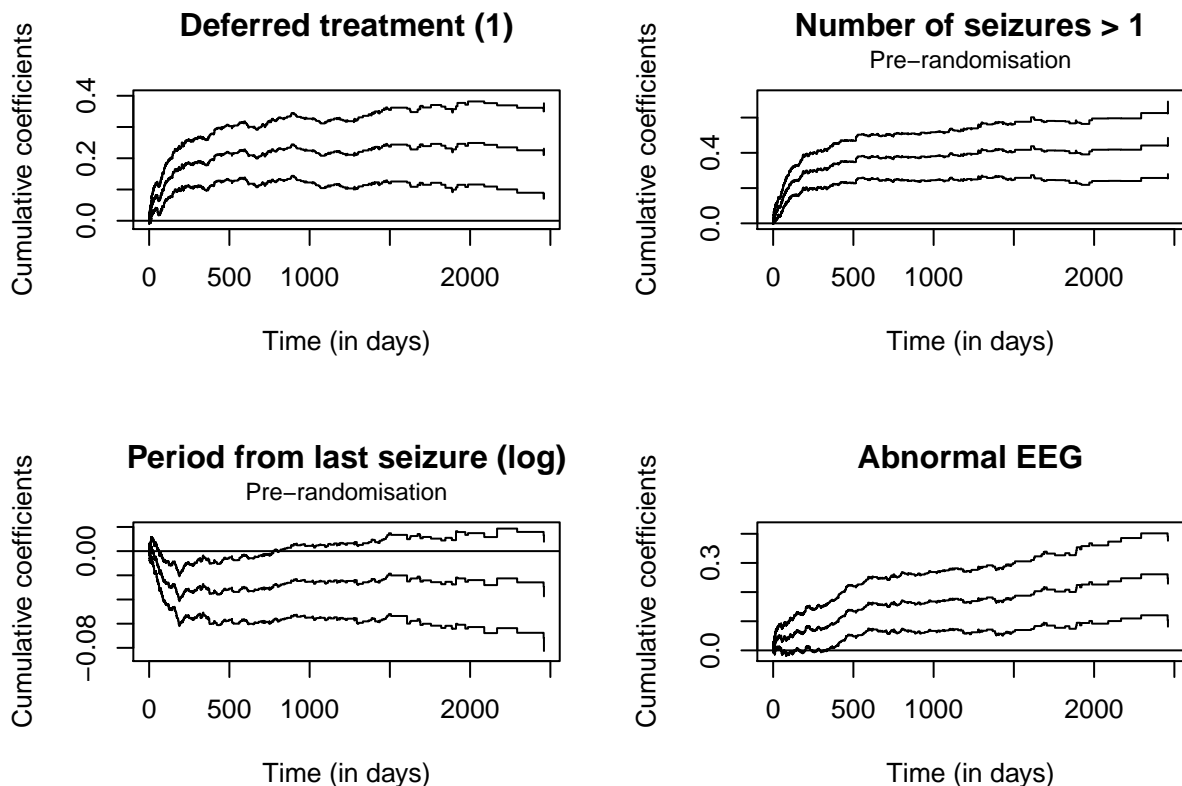 Deferred treatment (1)
Cumulative coefficients
0.0 0.2 0.4
0 500 1000 2000
Time (in days)
Number of seizures > 1
Pre−randomisation
Cumulative coefficients
0.0 0.4
0 500 1000 2000
Time (in days)
Period from last seizure (log)
Pre−randomisation
Cumulative coefficients
−0.08 0.00
0 500 1000 2000
Time (in days)
Abnormal EEG
Cumulative coefficients
0.0 0.3
0 500 1000 2000
Time (in days)